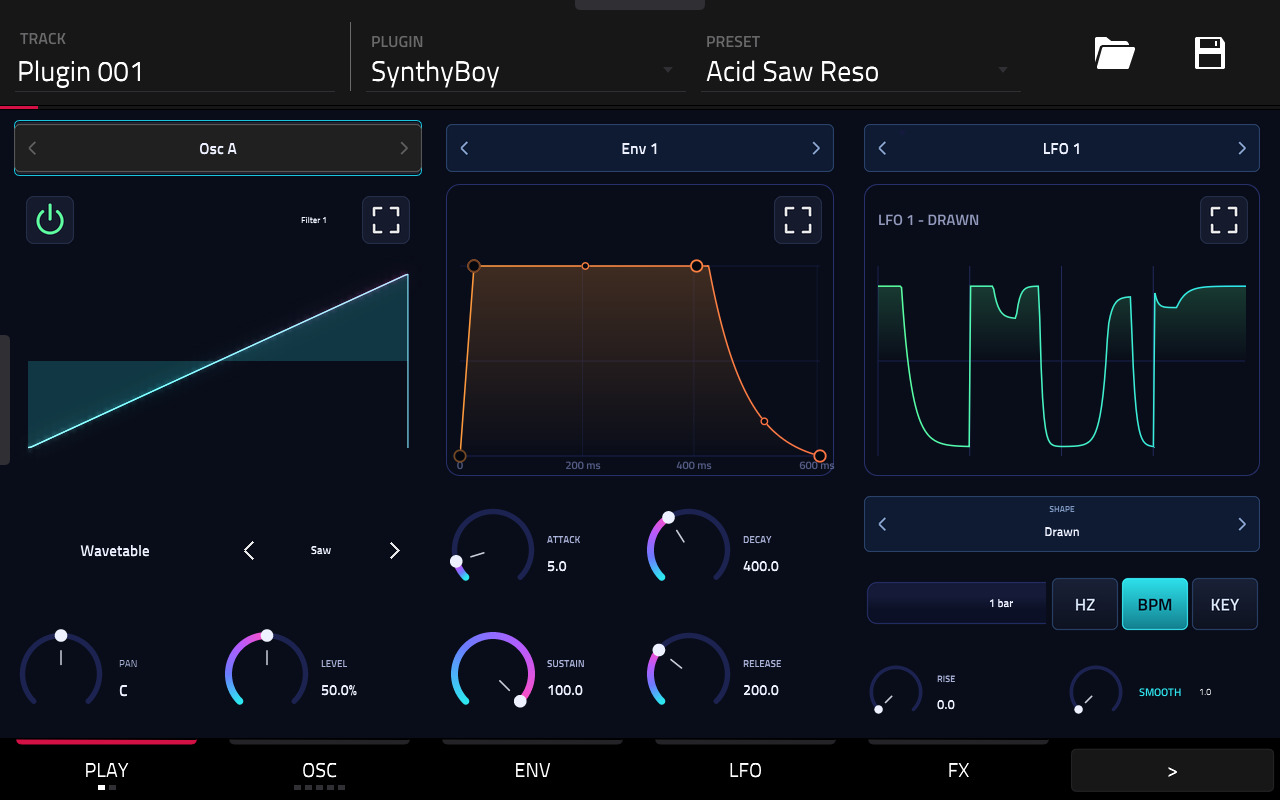 TRACK
Plugin 001
PLUGIN
SynthyBoy
PRESET
Acid Saw Reso
Osc A
Env 1
LFO 1
Filter 1
LFO 1 - DRAWN
0
200 ms
400 ms
600 ms
Wavetable
Saw
PAN
C
LEVEL
50.0%
ATTACK
5.0
DECAY
400.0
SUSTAIN
100.0
RELEASE
200.0
SHAPE
Drawn
1 bar
HZ
BPM
KEY
RISE
0.0
SMOOTH
1.0
PLAY
OSC
ENV
LFO
FX
>